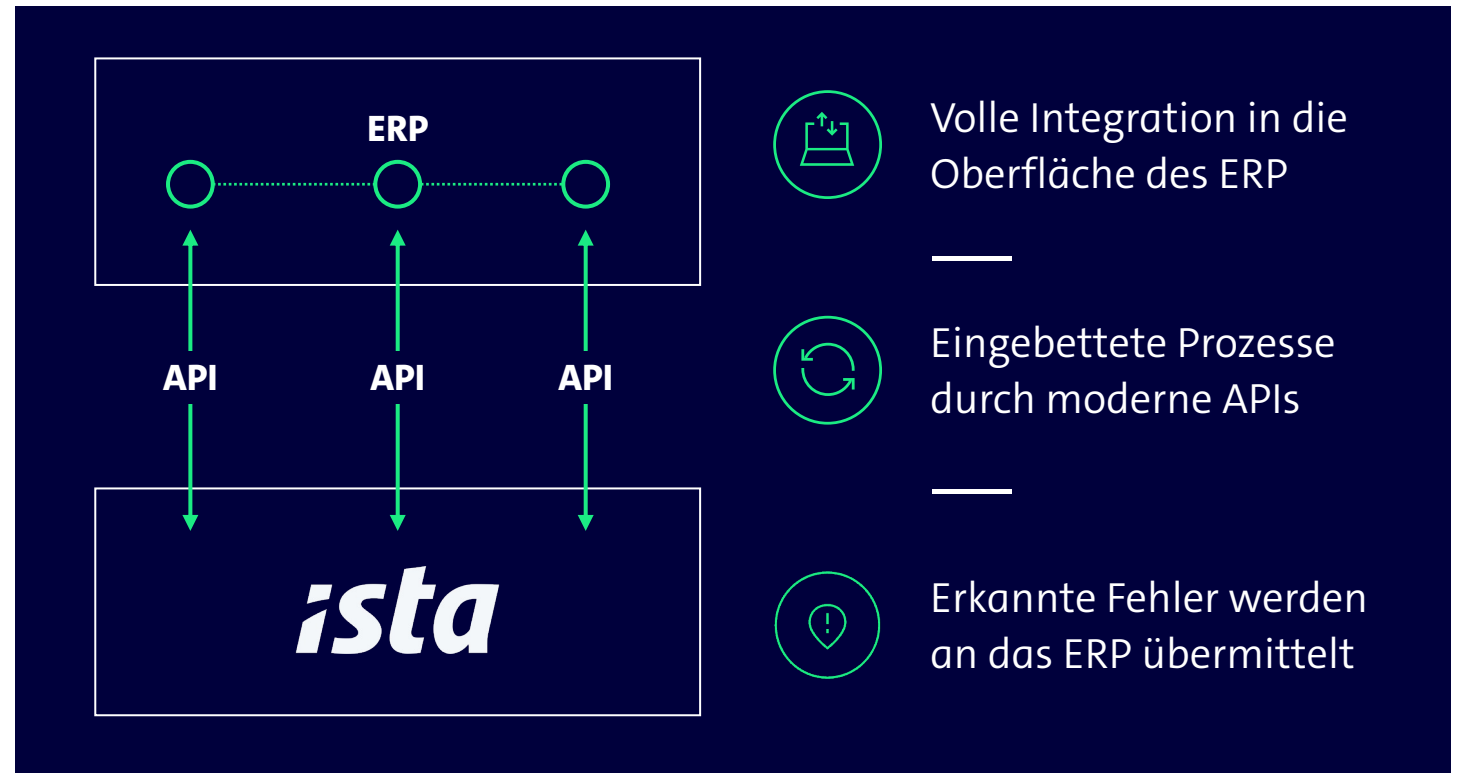 ERP
API API API
ista
Volle Integration in die
Oberfläche des ERP
Eingebettete Prozesse
durch moderne APIs
Erkannte Fehler werden
an das ERP übermittelt